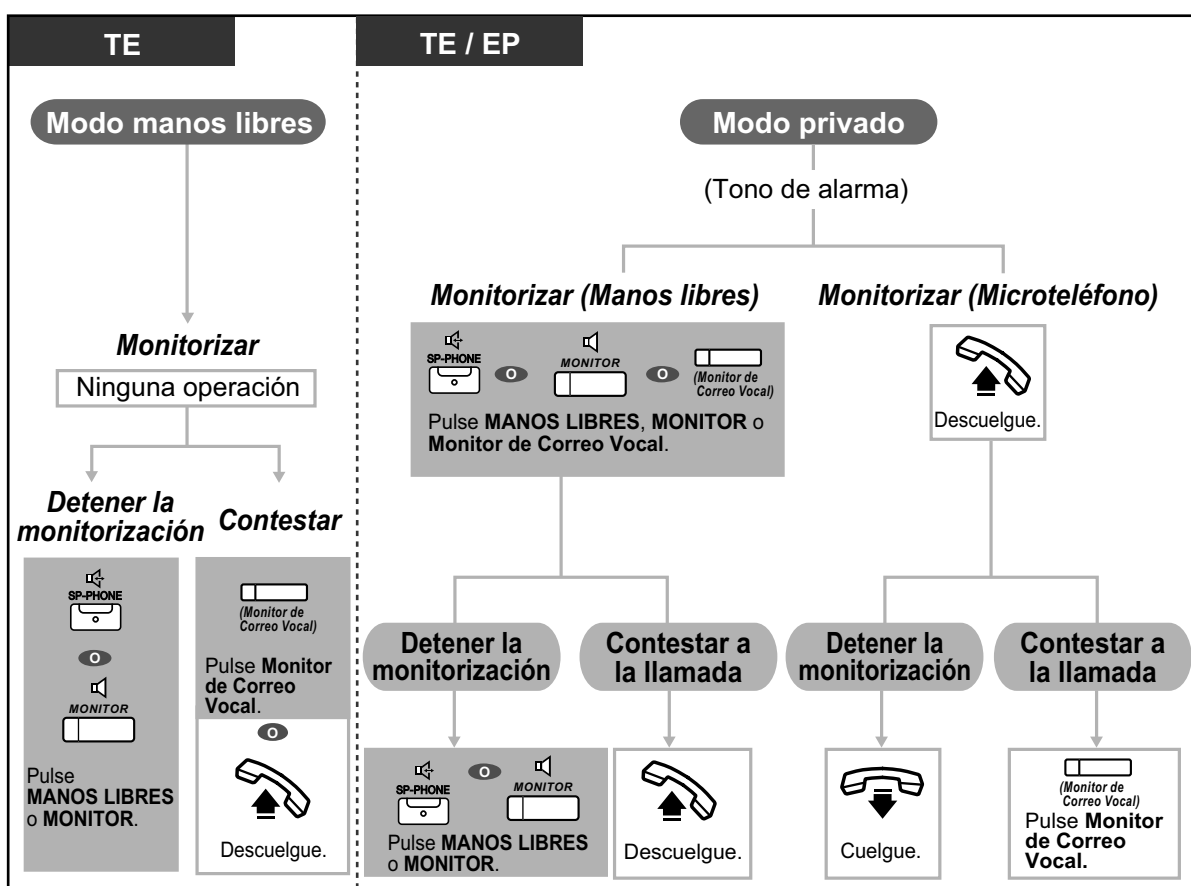 TE
TE / EP
Modo manos libres
Monitorizar
Ninguna operación
Detener la
monitorización
SP-PHONE
O
MONITOR
Pulse
MANOS LIBRES
o MONITOR.
Contestar
(Monitor de
Correo Vocal)
Pulse Monitor
de Correo
Vocal.
O
Descuelgue.
Modo privado
(Tono de alarma)
Monitorizar (Manos libres)
SP-PHONE
O
MONITOR
O
(Monitor de
Correo Vocal)
Pulse MANOS LIBRES, MONITOR o
Monitor de Correo Vocal.
Detener la
monitorización
SP-PHONE
O
MONITOR
Pulse MANOS LIBRES
o MONITOR.
Contestar a
la llamada
Descuelgue.
Monitorizar (Microteléfono)
Descuelgue.
Detener la
monitorización
Cuelgue.
Contestar a
la llamada
(Monitor de
Correo Vocal)
Pulse Monitor
de Correo
Vocal.